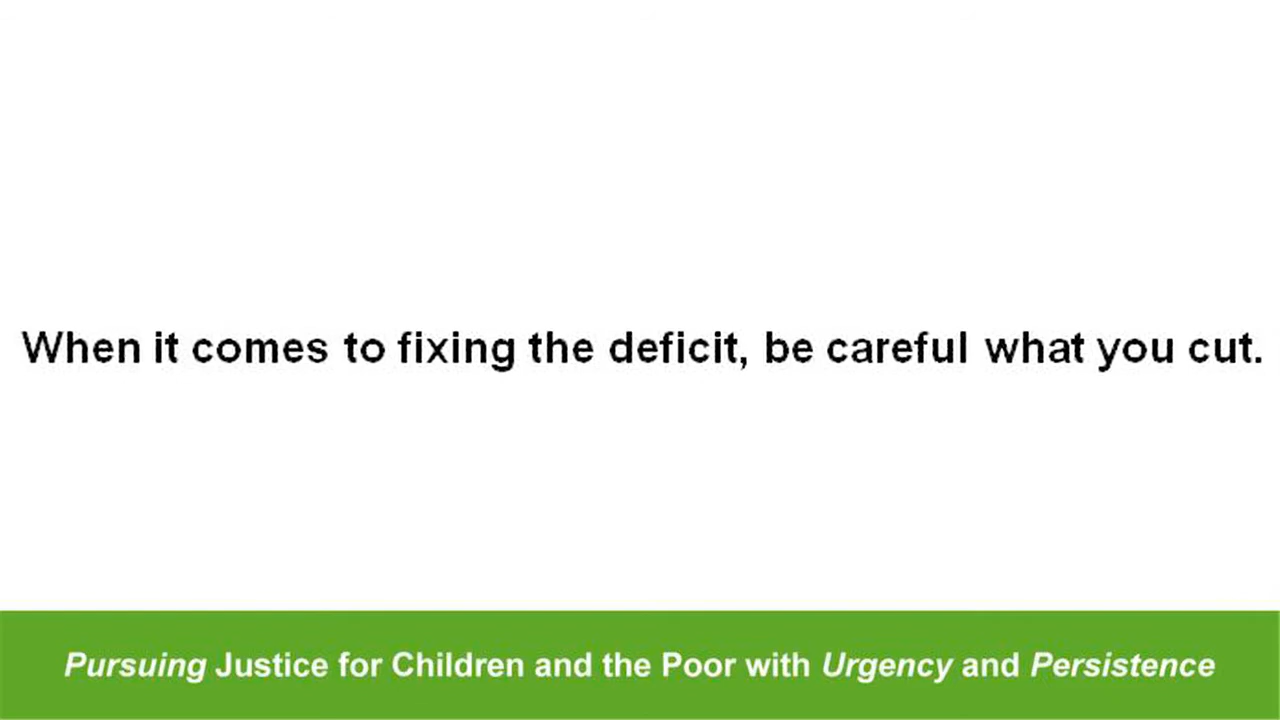 When it comes to fixing the deficit, be careful what you cut.
Pursuing Justice for Children and the Poor with Urgency and Persistence